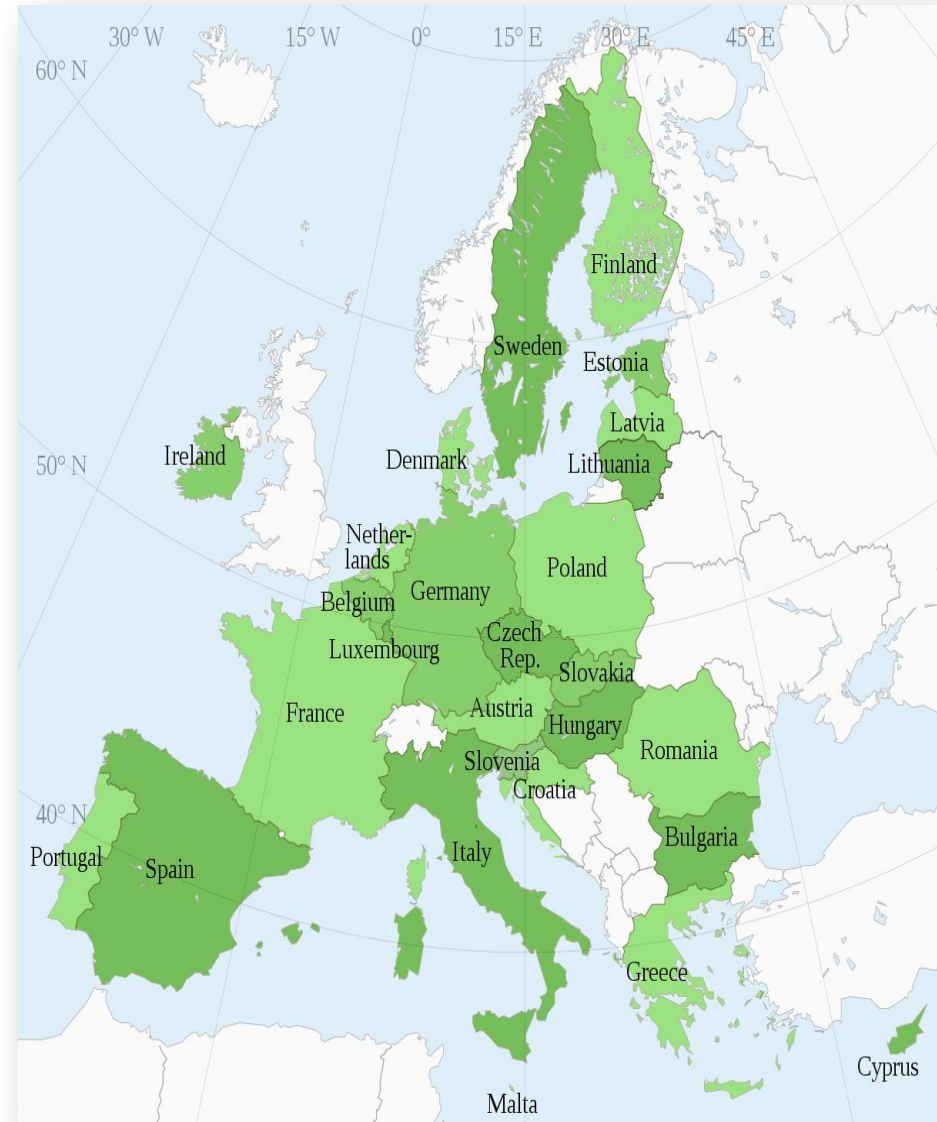 30° W
15° W
0°
15° E
30° E
45° E
60° N
Finland
Sweden
Estonia
Latvia
Ireland
Denmark
Lithuania
50° N
Nether-
lands
Poland
Germany
Belgium
Czech
Rep.
Luxembourg
Slovakia
Austria
France
Hungary
Romania
Slovenia
Croatia
40° N
Bulgaria
Portugal
Italy
Spain
Greece
Cyprus
Malta